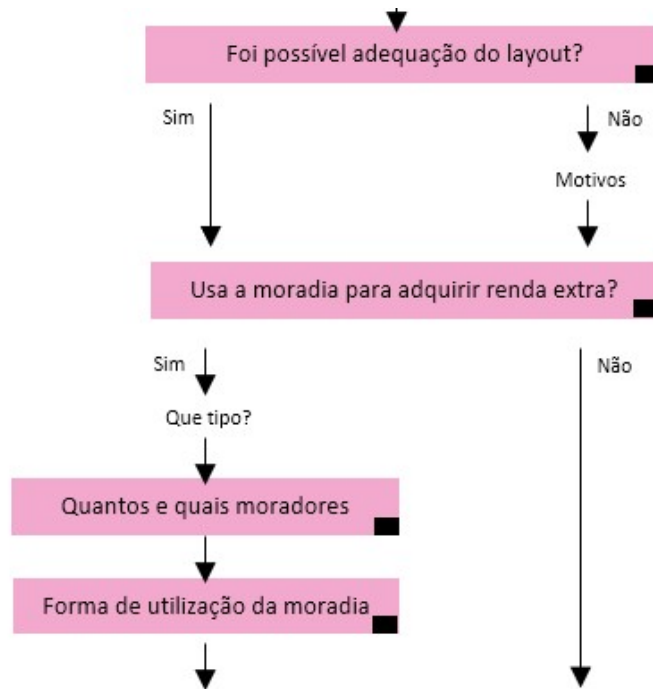 Foi possível adequação do layout?
Sim
Não
Motivos
Usa a moradia para adquirir renda extra?
Sim
Não
Que tipo?
Quantos e quais moradores
Forma de utilização da moradia